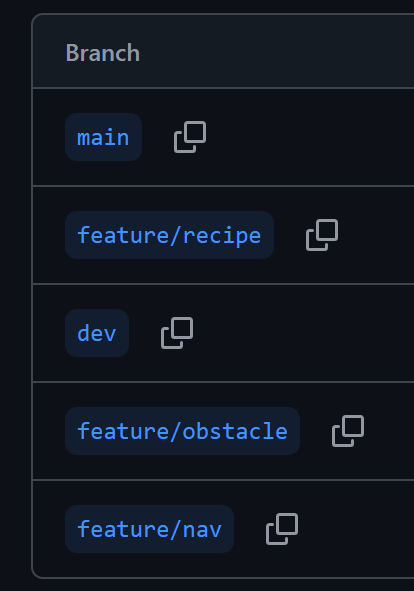 Branch
main
feature/recipe
dev
feature/obstacle
feature/nav